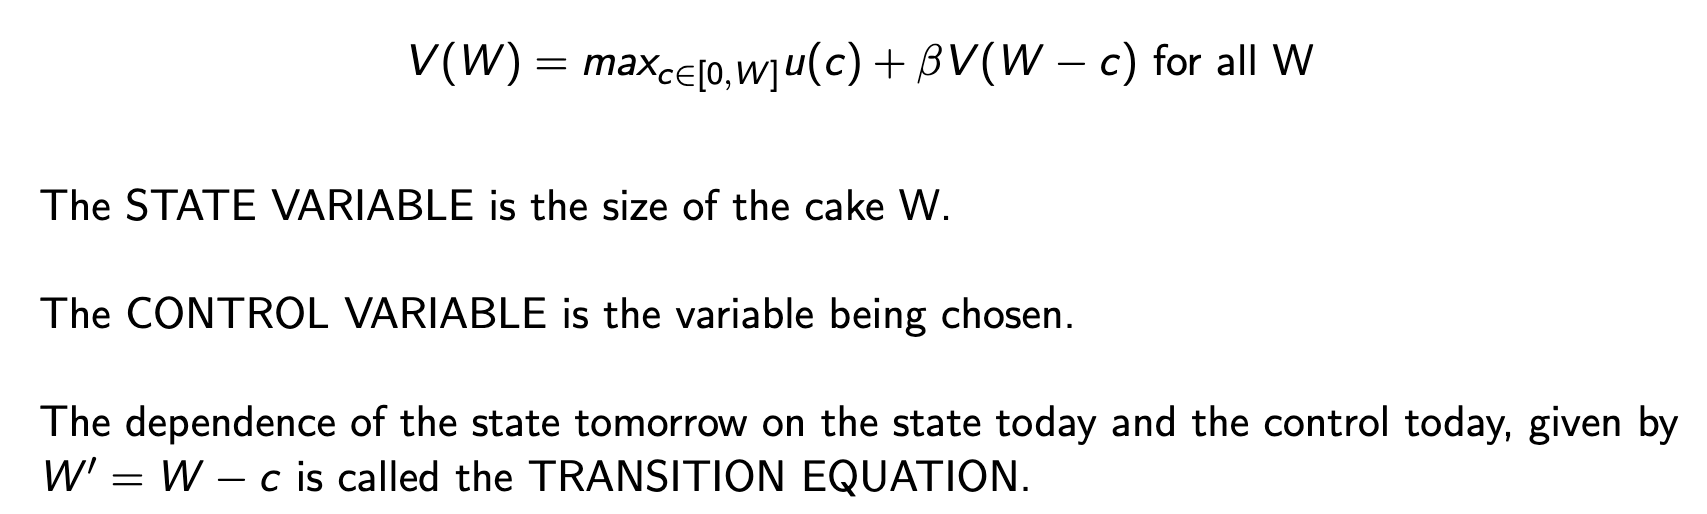 V(W) = max_{c∈[0,W]} u(c) + βV(W − c) for all W
The STATE VARIABLE is the size of the cake W.
The CONTROL VARIABLE is the variable being chosen.
The dependence of the state tomorrow on the state today and the control today, given by
W′ = W − c is called the TRANSITION EQUATION.